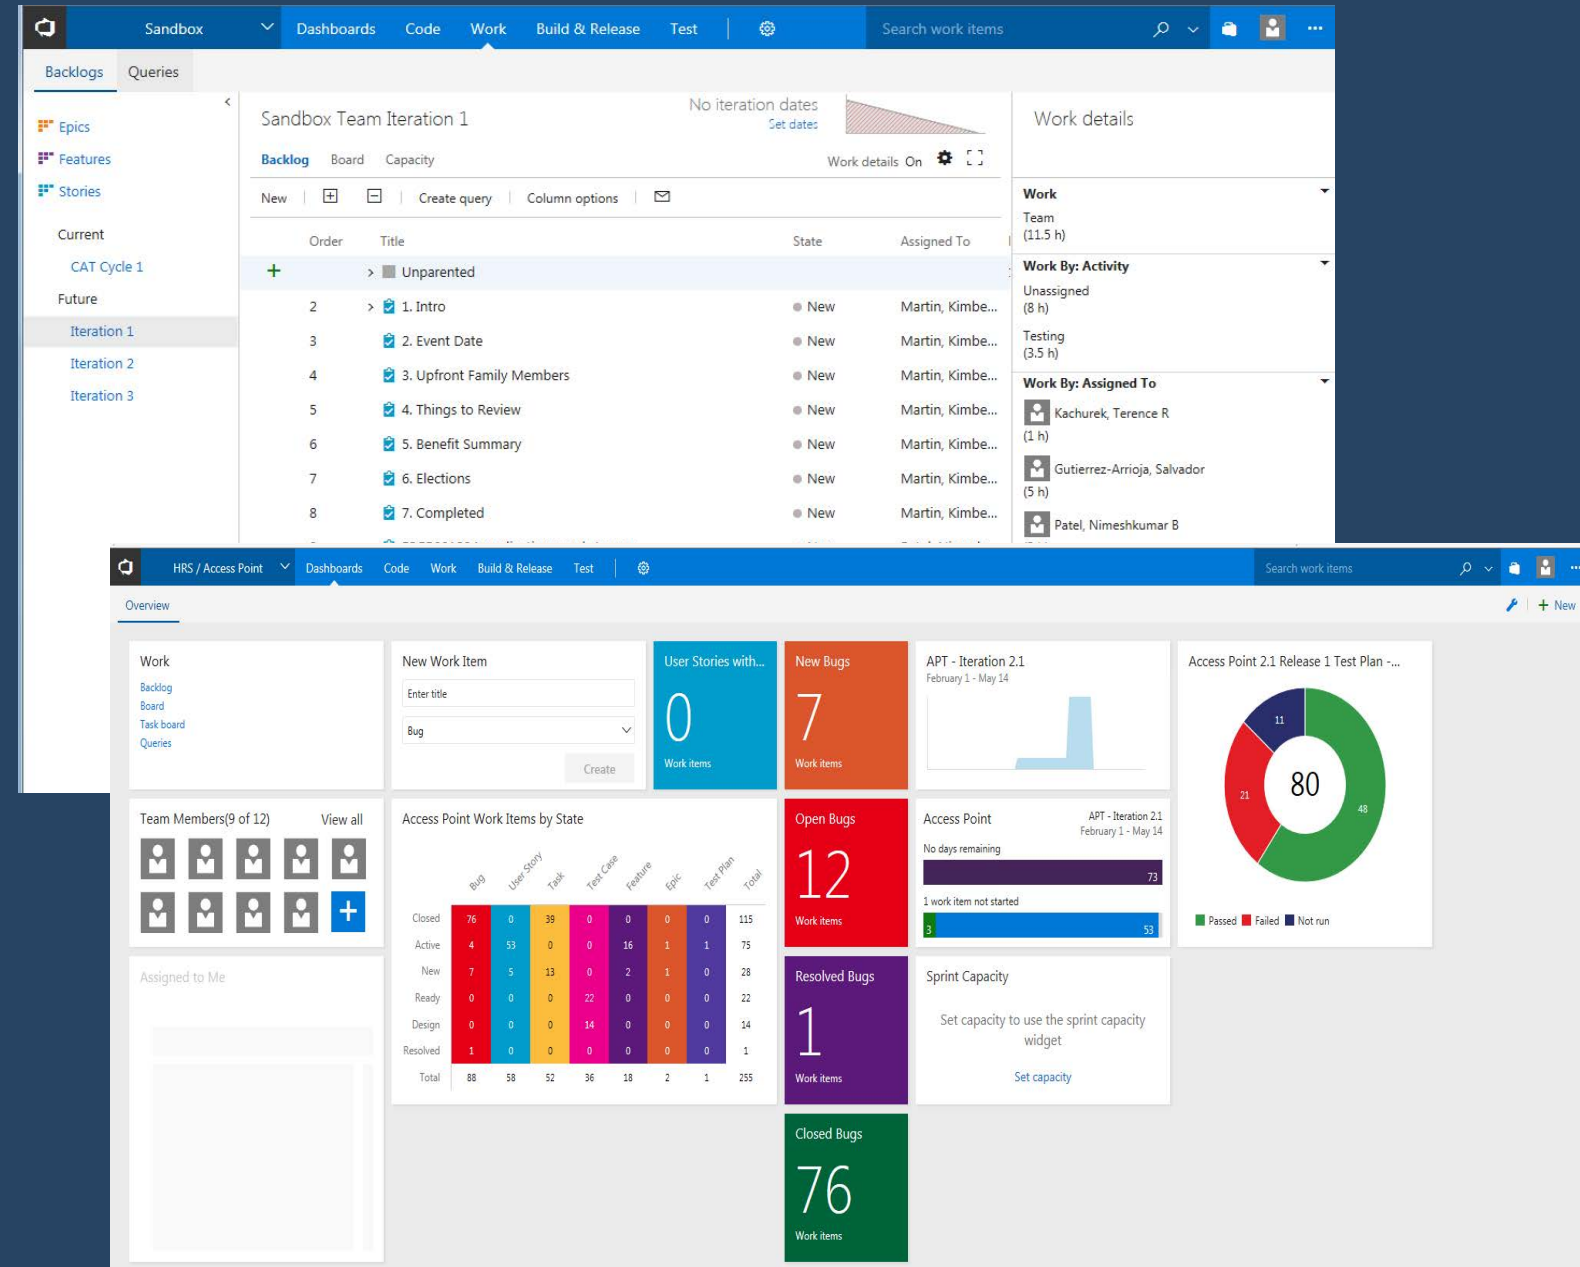 Sandbox Dashboards Code Work Build & Release Test Search work items
Backlogs Queries
Epics
Features
Stories
Current
CAT Cycle 1
Future
Iteration 1
Iteration 2
Iteration 3
Sandbox Team Iteration 1
No iteration dates
Set dates
Backlog Board Capacity
Work details On
New Create query Column options
Order Title State Assigned To
Unparented
2 1. Intro New Martin, Kimbe...
3 2. Event Date New Martin, Kimbe...
4 3. Upfront Family Members New Martin, Kimbe...
5 4. Things to Review New Martin, Kimbe...
6 5. Benefit Summary New Martin, Kimbe...
7 6. Elections New Martin, Kimbe...
8 7. Completed New Martin, Kimbe...
Work details
Work
Team
(11.5 h)
Work By: Activity
Unassigned
(8 h)
Testing
(3.5 h)
Work By: Assigned To
Kachurek, Terence R
(1 h)
Gutierrez-Arrioja, Salvador
(5 h)
Patel, Nimeshkumar B
HRS / Access Point Dashboards Code Work Build & Release Test Search work items
Overview
+ New
Work
Backlog
Board
Task board
Queries
New Work Item
Enter title
Bug
Create
User Stories with...
0
Work items
New Bugs
7
Work items
APT - Iteration 2.1
February 1 - May 14
Access Point 2.1 Release 1 Test Plan -...
11
21
80
48
Passed Failed Not run
Team Members(9 of 12) View all
Access Point Work Items by State
Bug User Story Task Test Case Feature Epic Test Plan Total
Closed 76 0 39 0 0 0 0 115
Active 4 53 0 0 16 1 1 75
New 7 5 13 0 2 1 0 28
Ready 0 0 0 22 0 0 0 22
Design 0 0 0 14 0 0 0 14
Resolved 1 0 0 0 0 0 0 1
Total 88 58 52 36 18 2 1 255
Open Bugs
12
Work items
Access Point
APT - Iteration 2.1
February 1 - May 14
No days remaining
73
1 work item not started
3 53
Assigned to Me
Resolved Bugs
1
Work items
Sprint Capacity
Set capacity to use the sprint capacity
widget
Set capacity
Closed Bugs
76
Work items